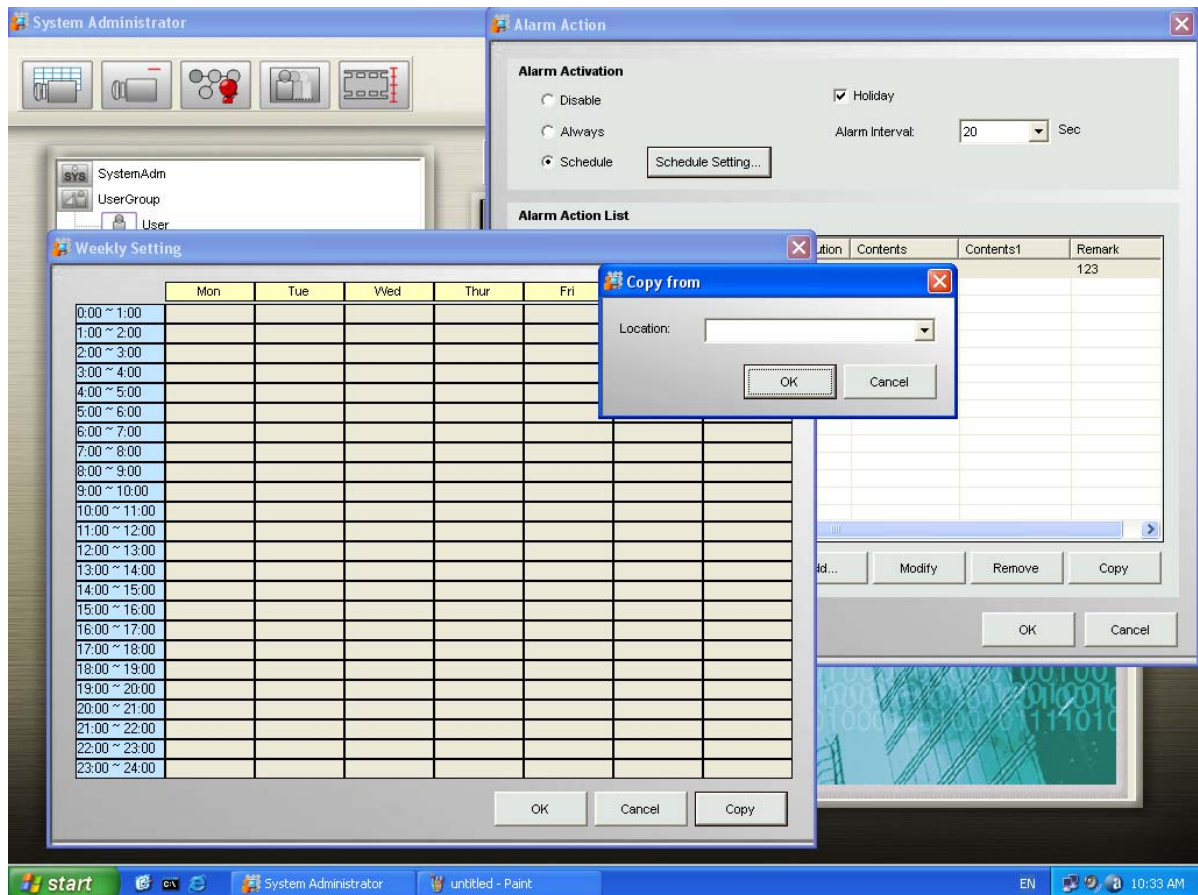 System Administrator
Alarm Action
Alarm Activation
Disable
Holiday
Always
Alarm Interval:
20
Sec
Schedule
Schedule Setting...
SYS
SystemAdm
UserGroup
User
Alarm Action List
Contents
Contents1
Remark
123
Weekly Setting
Mon
Tue
Wed
Thur
Fri
Copy from
Location:
OK
Cancel
0:00 ~ 1:00
1:00 ~ 2:00
2:00 ~ 3:00
3:00 ~ 4:00
4:00 ~ 5:00
5:00 ~ 6:00
6:00 ~ 7:00
7:00 ~ 8:00
8:00 ~ 9:00
9:00 ~ 10:00
10:00 ~ 11:00
11:00 ~ 12:00
12:00 ~ 13:00
13:00 ~ 14:00
14:00 ~ 15:00
15:00 ~ 16:00
16:00 ~ 17:00
17:00 ~ 18:00
18:00 ~ 19:00
19:00 ~ 20:00
20:00 ~ 21:00
21:00 ~ 22:00
22:00 ~ 23:00
23:00 ~ 24:00
OK
Cancel
Copy
Modify
Remove
Copy
OK
Cancel
start
System Administrator
untitled - Paint
EN
10:33 AM